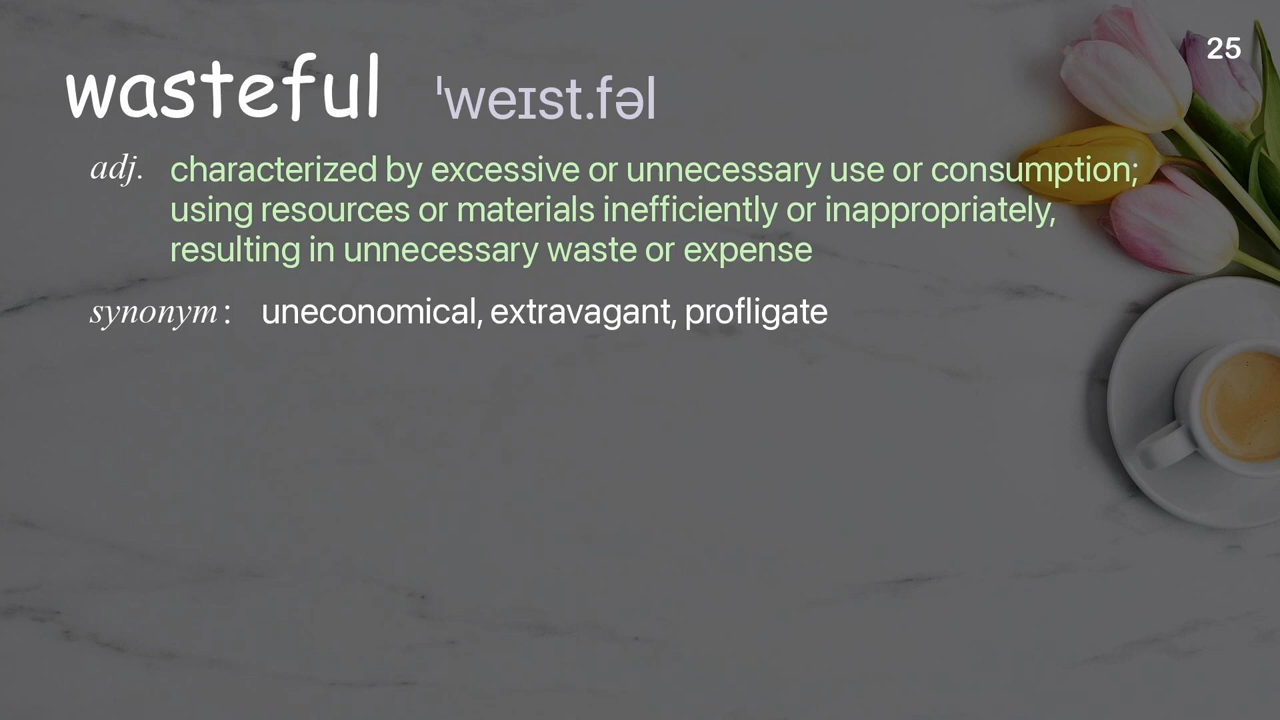 25
wasteful ˈweɪst.fəl
adj. characterized by excessive or unnecessary use or consumption;
using resources or materials inefficiently or inappropriately,
resulting in unnecessary waste or expense
synonym: uneconomical, extravagant, profligate